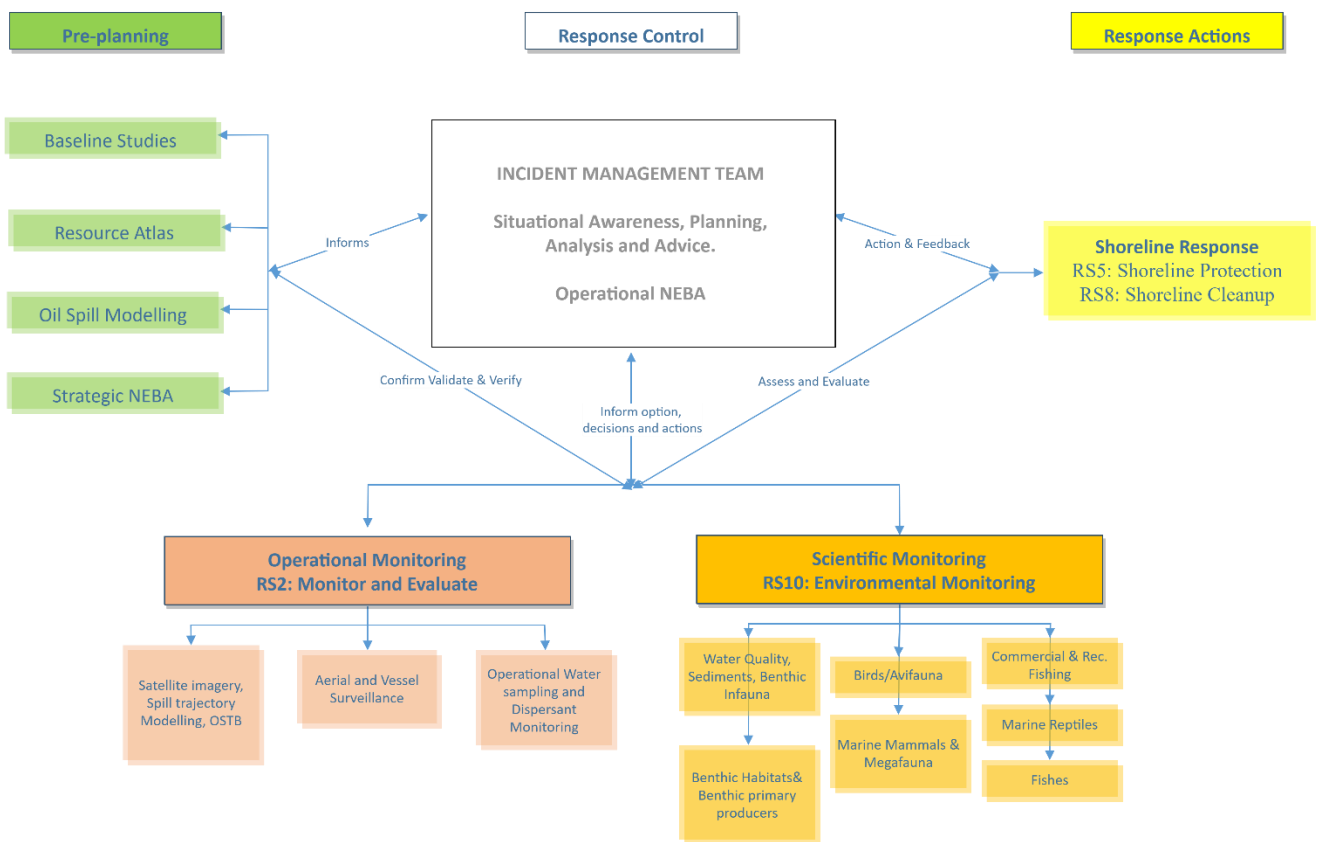 Pre-planning
Response Control
Response Actions
Baseline Studies
Resource Atlas
Oil Spill Modelling
Strategic NEBA
Informs
INCIDENT MANAGEMENT TEAM
Situational Awareness, Planning,
Analysis and Advice.
Operational NEBA
Action & Feedback
Shoreline Response
RS5: Shoreline Protection
RS8: Shoreline Cleanup
Confirm Validate & Verify
Inform option,
decisions and actions
Assess and Evaluate
Operational Monitoring
RS2: Monitor and Evaluate
Scientific Monitoring
RS10: Environmental Monitoring
Satellite imagery,
Spill trajectory
Modelling, OSTB
Aerial and Vessel
Surveillance
Operational Water
sampling and
Dispersant
Monitoring
Water Quality,
Sediments, Benthic
Infauna
Benthic Habitats&
Benthic primary
producers
Birds/Avifauna
Marine Mammals &
Megafauna
Commercial & Rec.
Fishing
Marine Reptiles
Fishes